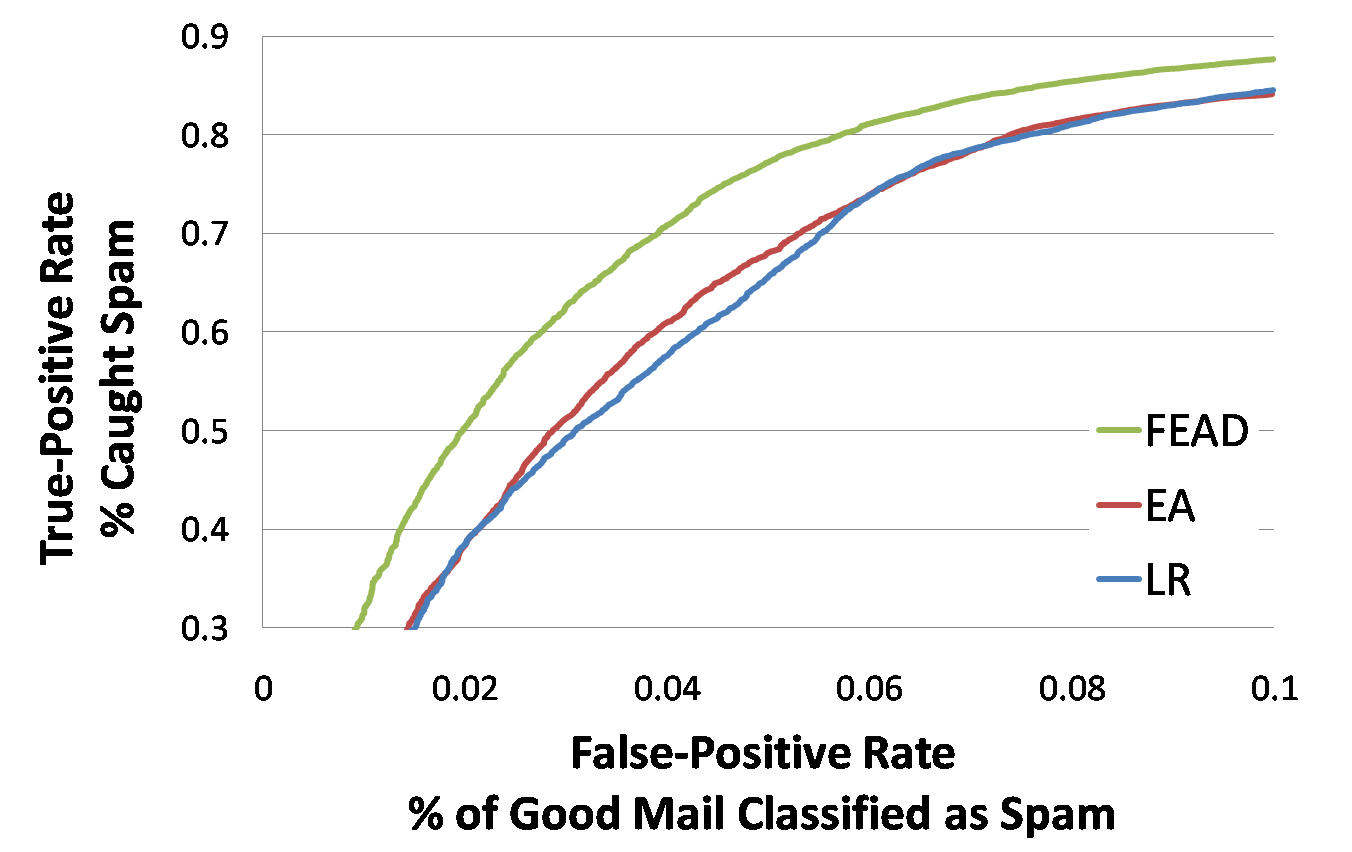 True-Positive Rate
% Caught Spam
0.9
0.8
0.7
0.6
0.5
0.4
0.3
FEAD
EA
LR
0 0.02 0.04 0.06 0.08 0.1
False-Positive Rate
% of Good Mail Classified as Spam